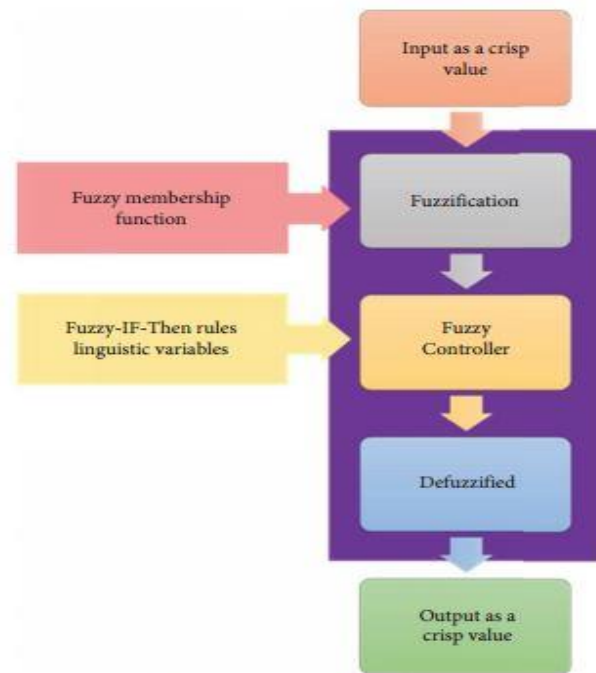 Input as a crisp
value
Fuzzy membership
function
Fuzzification
Fuzzy-IF-Then rules
linguistic variables
Fuzzy
Controller
Defuzzified
Output as a
crisp value